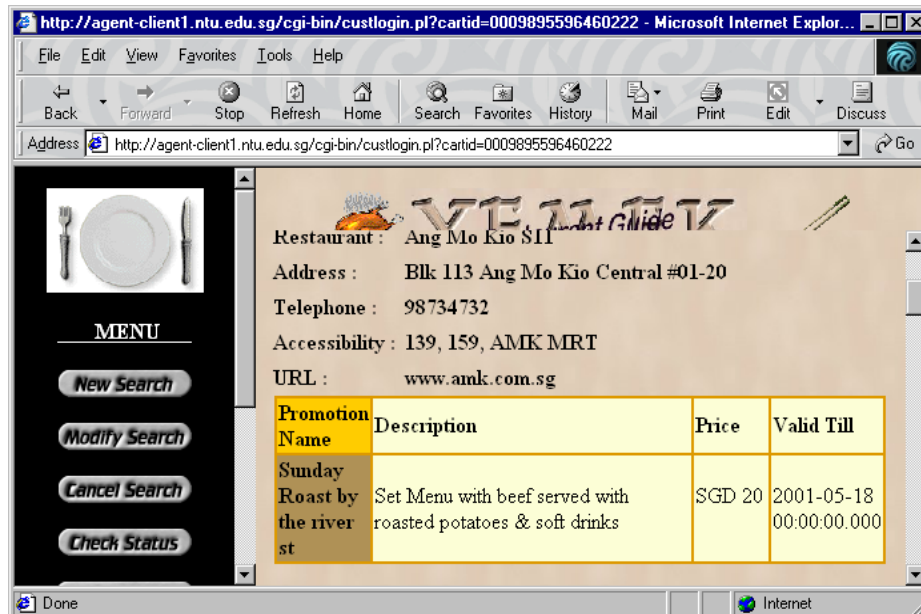 http://agent-client1.ntu.edu.sg/cgi-bin/custlogin.pl?cartid=0009895596460222 - Microsoft Internet Explor...
File Edit View Favorites Tools Help
Back Forward Stop Refresh Home Search Favorites History Mail Print Edit Discuss
Address http://agent-client1.ntu.edu.sg/cgi-bin/custlogin.pl?cartid=0009895596460222 Go
Guide
Restaurant : Ang Mo Kio S11
Address : Blk 113 Ang Mo Kio Central #01-20
Telephone : 98734732
MENU
Accessibility : 139, 159, AMK MRT
New Search
URL : www.amk.com.sg
Promotion Name Description Price Valid Till
Modify Search
Cancel Search
Check Status
Sunday
Roast by
the river
st
Set Menu with beef served with
roasted potatoes & soft drinks
SGD 20
2001-05-18
00:00:00.000
Done Internet